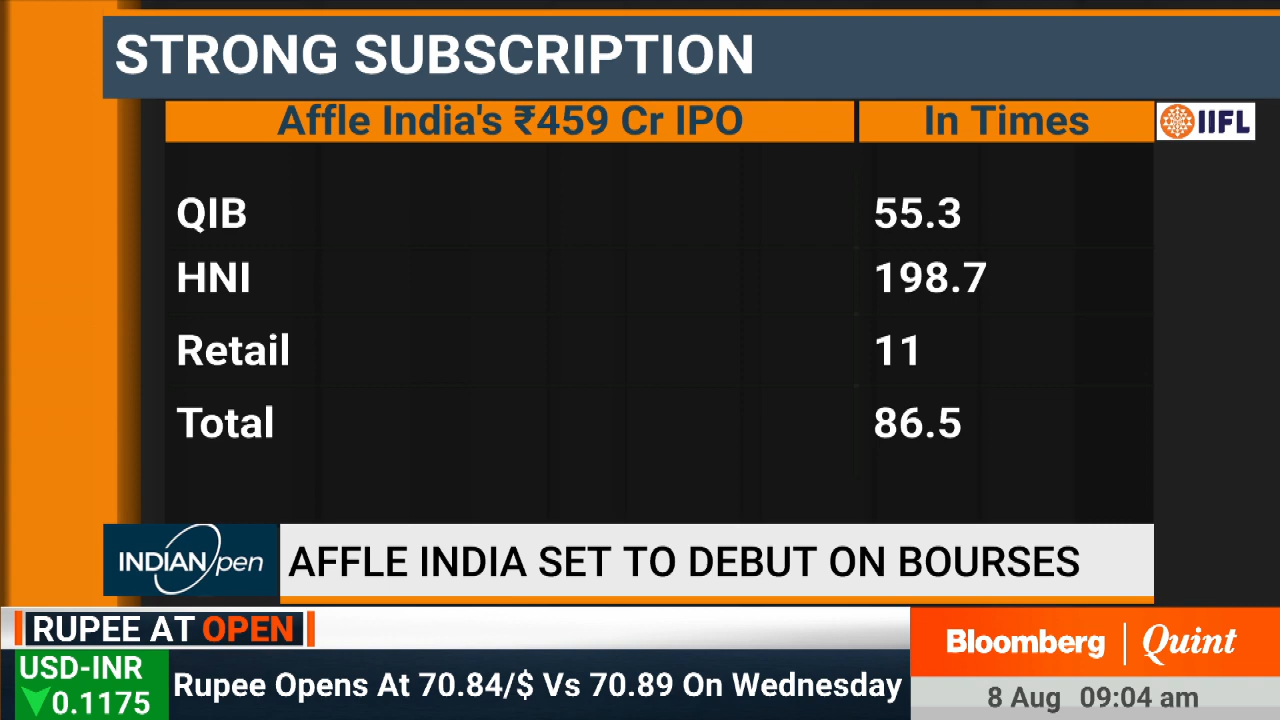 STRONG SUBSCRIPTION
Affle India's ₹459 Cr IPO In Times
IIFL
QIB 55.3
HNI 198.7
Retail 11
Total 86.5
INDIAN Open
AFFLE INDIA SET TO DEBUT ON BOURSES
RUPEE AT OPEN
USD-INR
▼0.1175
Rupee Opens At 70.84/$ Vs 70.89 On Wednesday
Bloomberg | Quint
8 Aug 09:04 am